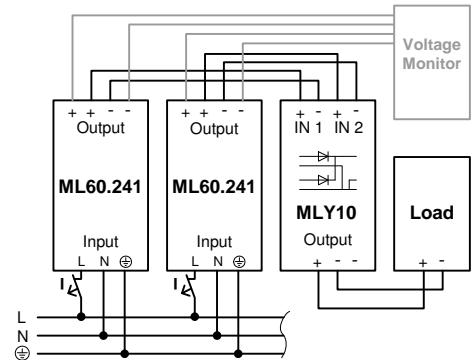 Voltage
Monitor
+ + - -
+ + - -
+ - + -
Output
Output
IN 1 IN 2
ML60.241
ML60.241
MLY10
Load
Input
Input
Output
L N
L N
+ - -
+ -
I
I
L
N